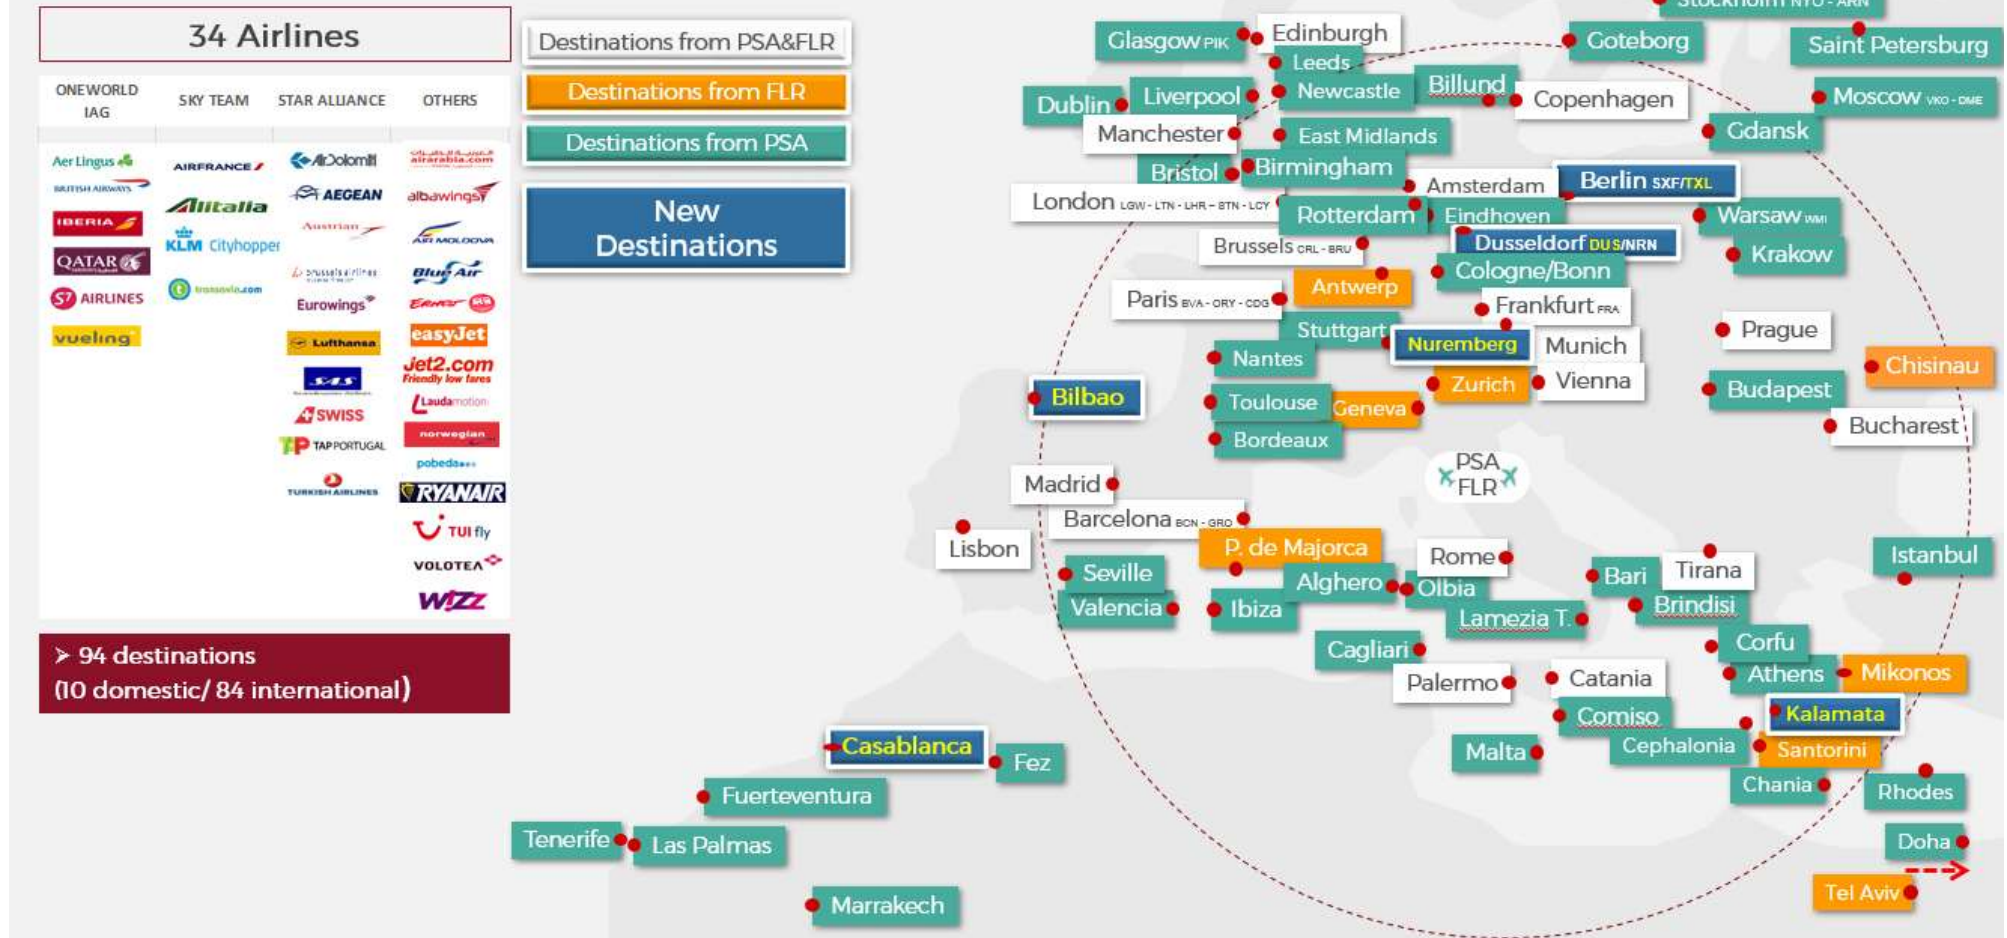 34 Airlines
ONEWORLD IAG
SKY TEAM
STAR ALLIANCE
OTHERS
Aer Lingus
BRITISH AIRWAYS
IBERIA
QATAR
S7 AIRLINES
vueling
AIRFRANCE
Alitalia
KLM Cityhopper
transavia.com
Air Dolomiti
AEGEAN
Austrian
brussels airlines
Eurowings
Lufthansa
SAS
SWISS
TAP PORTUGAL
TURKISH AIRLINES
airarabia.com
albawings
AIR MOLDOVA
Blue Air
Ernest
easyJet
Jet2.com
Friendly low fares
Laudamotion
norwegian
pobeda
RYANAIR
TUI fly
VOLOTEA
WIZZ
➢ 94 destinations
(10 domestic/ 84 international)
Destinations from PSA&FLR
Destinations from FLR
Destinations from PSA
New
Destinations
Stockholm NYO - ARN
Glasgow PIK
Edinburgh
Goteborg
Saint Petersburg
Leeds
Dublin
Liverpool
Newcastle
Billund
Copenhagen
Moscow VKO - DME
Manchester
East Midlands
Gdansk
Bristol
Birmingham
Amsterdam
Berlin SXF/TXL
London LGW - LTN - LHR – STN - LCY
Rotterdam
Eindhoven
Warsaw WMI
Brussels CRL - BRU
Dusseldorf DUS/NRN
Krakow
Cologne/Bonn
Paris BVA - ORY - CDG
Antwerp
Frankfurt FRA
Stuttgart
Nuremberg
Munich
Prague
Nantes
Chisinau
Zurich
Vienna
Bilbao
Toulouse
Geneva
Budapest
Bordeaux
Bucharest
PSA
FLR
Madrid
Barcelona BCN - GRO
Lisbon
P. de Majorca
Rome
Tirana
Istanbul
Seville
Alghero
Olbia
Bari
Valencia
Ibiza
Lamezia T.
Brindisi
Cagliari
Corfu
Palermo
Catania
Athens
Mikonos
Comiso
Kalamata
Casablanca
Fez
Malta
Cephalonia
Santorini
Fuerteventura
Chania
Rhodes
Tenerife
Las Palmas
Doha
Marrakech
Tel Aviv